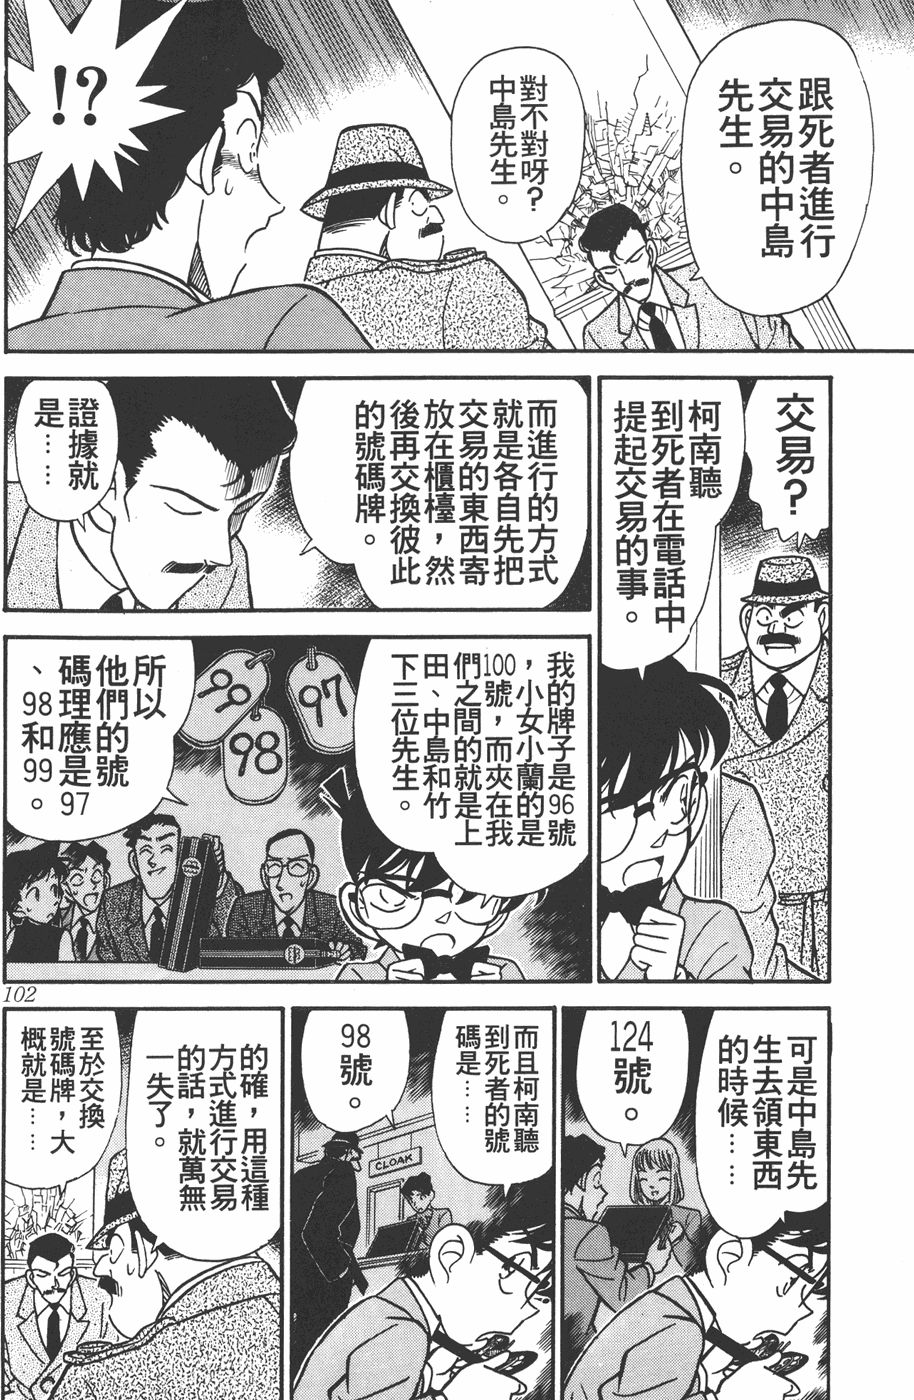 跟死者進行
交易的中島
先生。
對不對呀？
中島先生。
!?
交易？
柯南聽
到死者在電話中
提起交易的事。
而進行的方式
就是各自先把
交易的東西寄
放在櫃檯，然
後再交換彼此
的號碼牌。
證據就
是……
我的牌子是96號
，小女小蘭的是
100號，而夾在我
們之間的就是上
田、中島和竹
下三位先生。
99
98
97
所以
他們的號
碼理應是97
、98和99。
可是中島先
生去領東西
的時候……
124
號。
而且柯南聽
到死者的號
碼是……
98
號。
CLOAK
的確，用這種
方式進行交易
的話，就萬無
一失了。
至於交換
號碼牌，大
概就是……
102